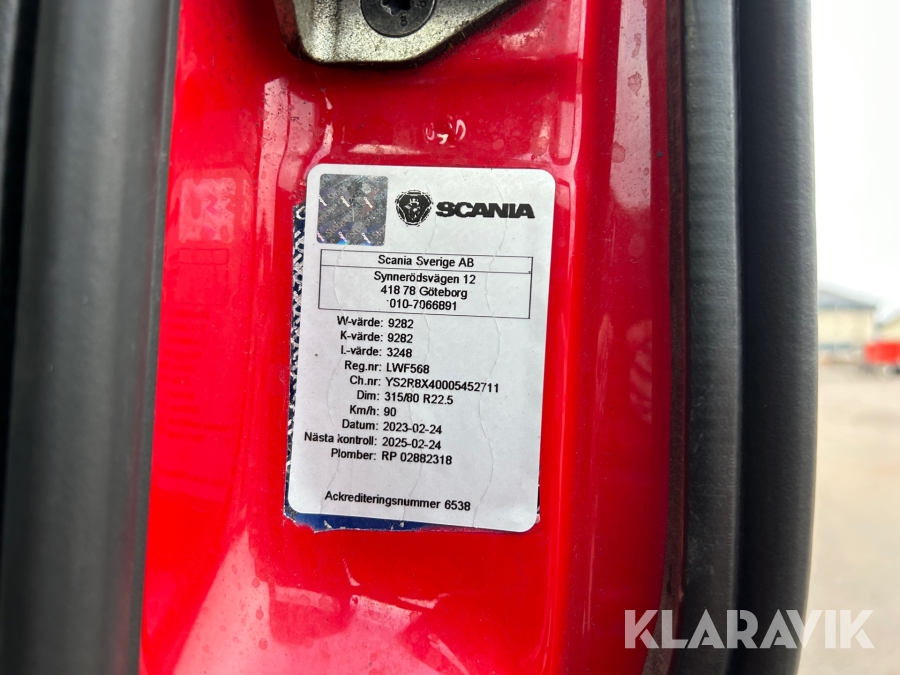 SCANIA
Scania Sverige AB
Synnerödsvägen 12
418 78 Göteborg
010-7066891
W-värde: 9282
K-värde: 9282
L-värde: 3248
Reg.nr: LWF568
Ch.nr: YS2R8X40005452711
Dim: 315/80 R22.5
Km/h: 90
Datum: 2023-02-24
Nästa kontroll: 2025-02-24
Plomber: RP 02882318
Ackrediteringsnummer 6538
KLARAVIK